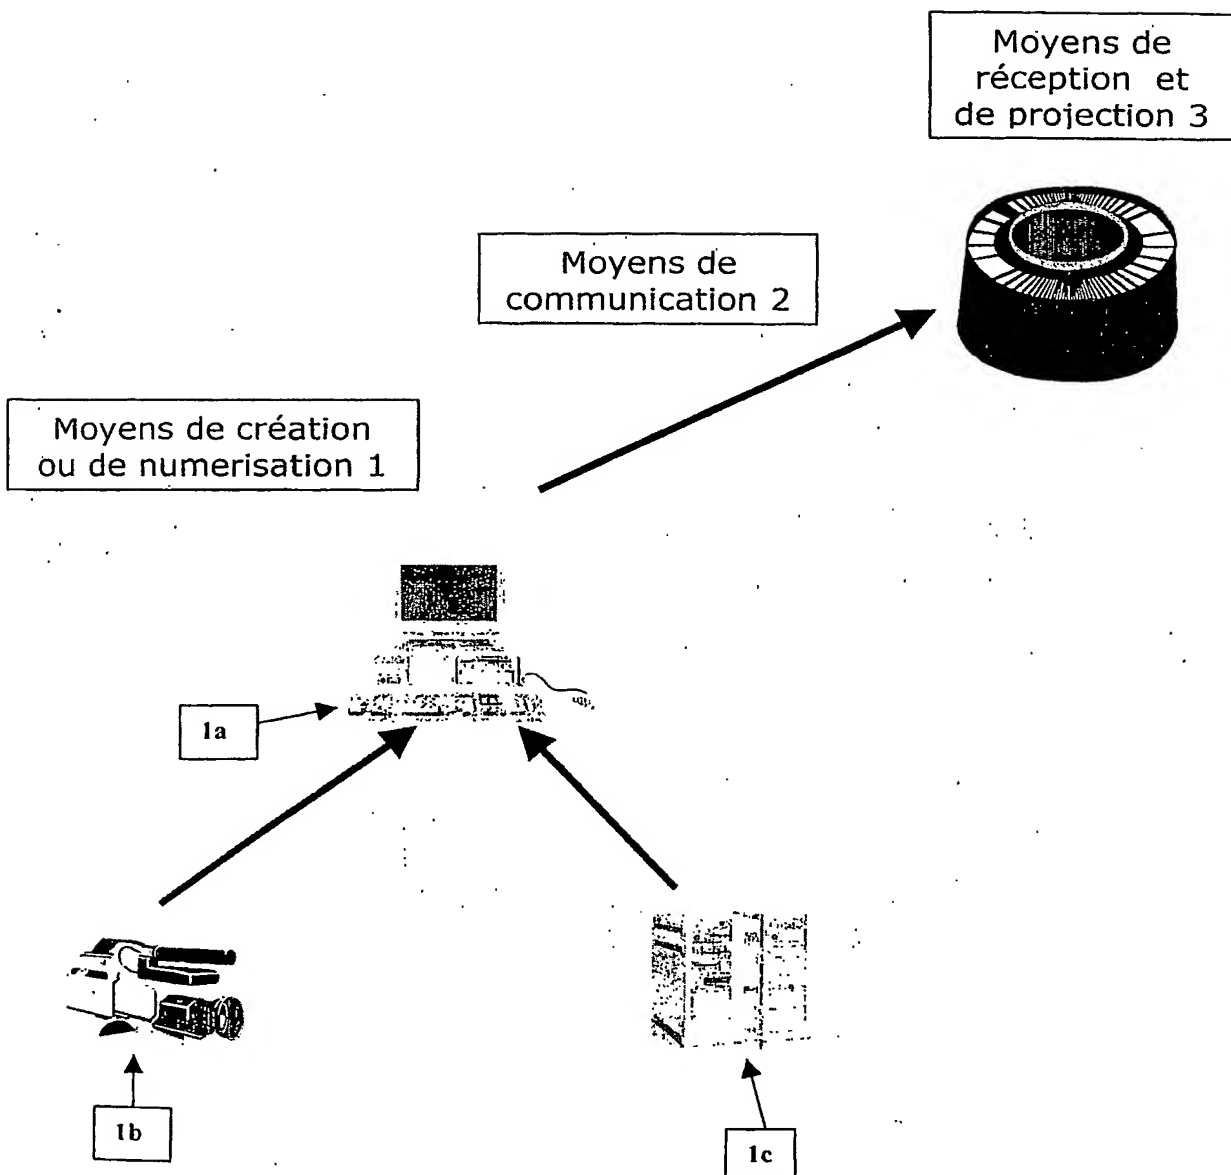 Moyens de
réception et
de projection 3
Moyens de
communication 2
Moyens de création
ou de numerisation 1
1a
1b
1c